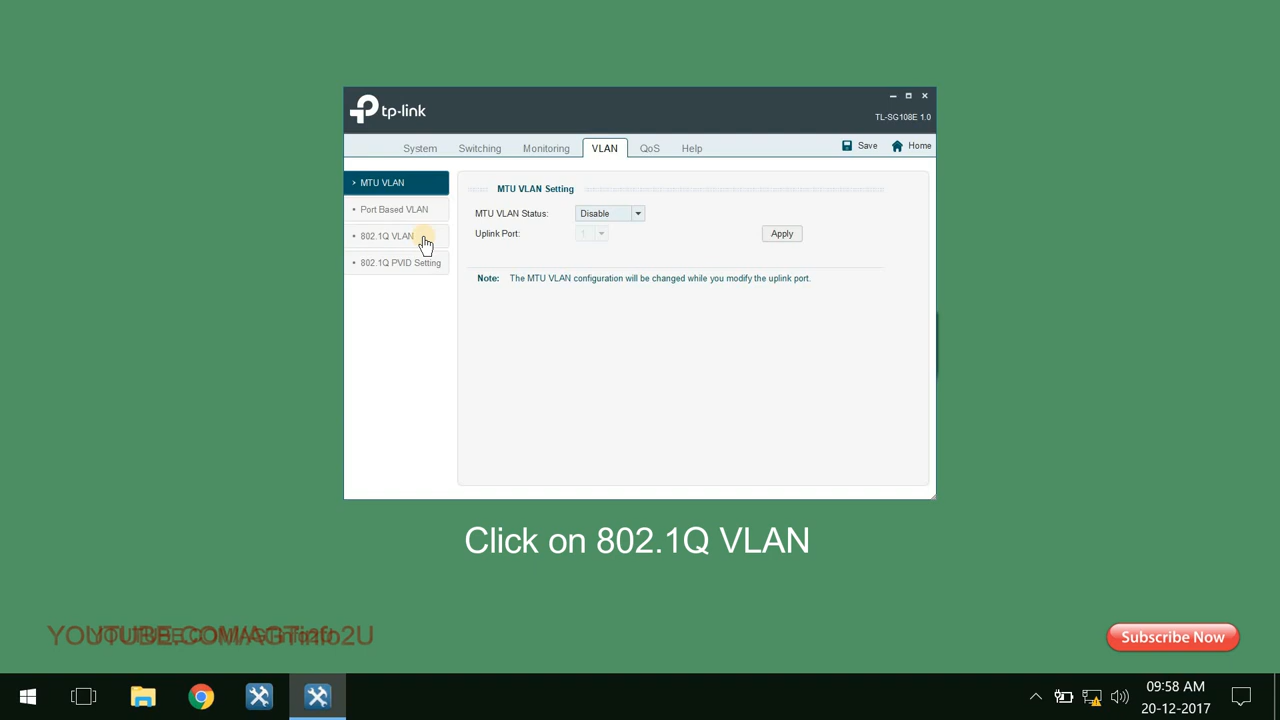 tp-link
TL-SG108E 1.0
System Switching Monitoring VLAN QoS Help Save Home
MTU VLAN
Port Based VLAN
802.1Q VLAN
802.1Q PVID Setting
MTU VLAN Setting
MTU VLAN Status: Disable
Uplink Port: 1 Apply
Note: The MTU VLAN configuration will be changed while you modify the uplink port.
Click on 802.1Q VLAN
Subscribe Now
09:58 AM
20-12-2017